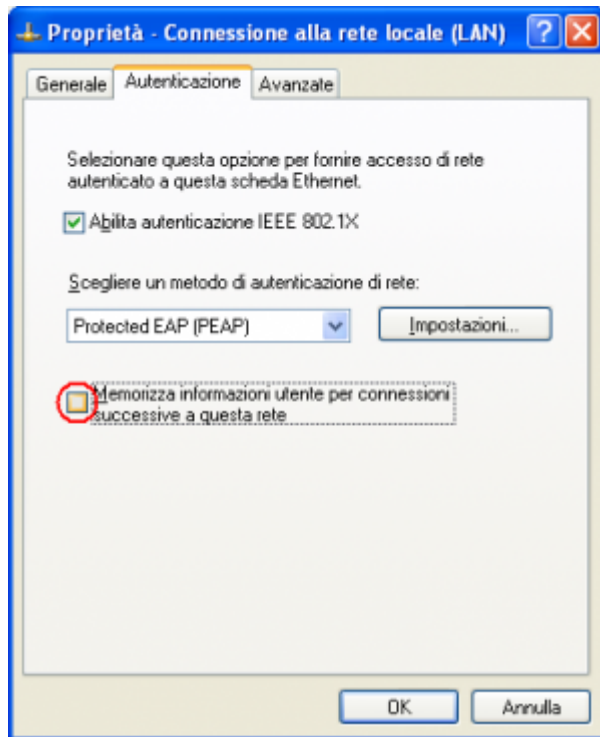 Proprietà - Connessione alla rete locale (LAN)
Generale
Autenticazione
Avanzate
Selezionare questa opzione per fornire accesso di rete
autenticato a questa scheda Ethernet.
Abilita autenticazione IEEE 802.1X
Scegliere un metodo di autenticazione di rete:
Protected EAP (PEAP)
Impostazioni...
Memorizza informazioni utente per connessioni
successive a questa rete
OK
Annulla